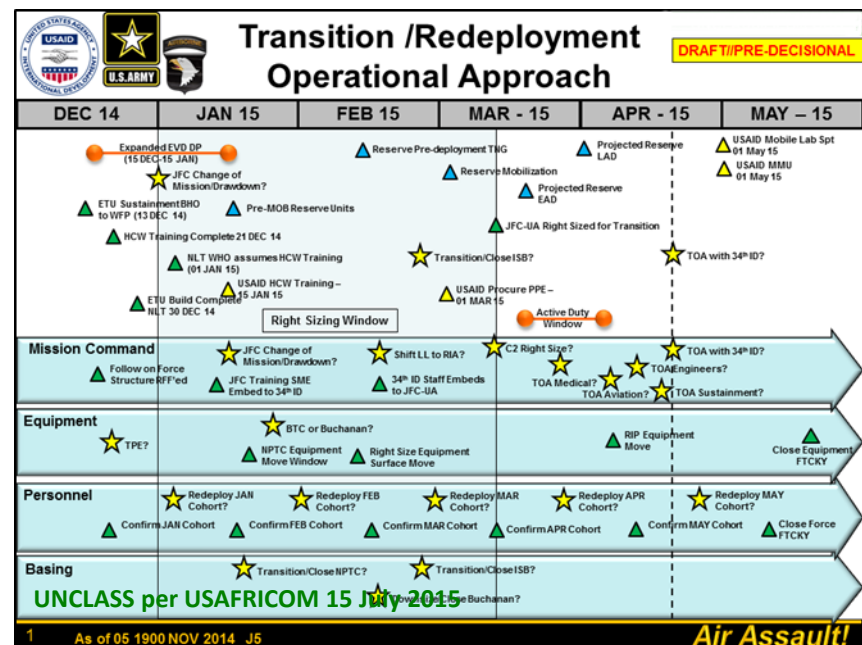 UNITED STATES AGENCY
USAID
INTERNATIONAL DEVELOPMENT
U.S.ARMY
AIRBORNE
Transition /Redeployment
Operational Approach
DRAFT//PRE-DECISIONAL
DEC 14
JAN 15
FEB 15
MAR - 15
APR - 15
MAY – 15
Expanded EVD DP
(15 DEC-15 JAN)
JFC Change of
Mission/Drawdown?
ETU Sustainment BHO
to WFP (13 DEC 14)
Pre-MOB Reserve Units
HCW Training Complete 21 DEC 14
NLT WHO assumes HCW Training
(01 JAN 15)
USAID HCW Training –
15 JAN 15
ETU Build Complete
NLT 30 DEC 14
Right Sizing Window
Reserve Pre-deployment TNG
Reserve Mobilization
Projected Reserve
LAD
Projected Reserve
EAD
JFC-UA Right Sized for Transition
Transition/Close ISB?
USAID Procure PPE –
01 MAR 15
Active Duty
Window
USAID Mobile Lab Spt
01 May 15
USAID MMU
01 May 15
TOA with 34th ID?
Mission Command
JFC Change of
Mission/Drawdown?
Shift LL to RIA?
C2 Right Size?
TOA with 34th ID?
Follow on Force
Structure RFF'ed
JFC Training SME
Embed to 34th ID
34th ID Staff Embeds
to JFC-UA
TOA Medical?
TOA Engineers?
TOA Aviation?
TOA Sustainment?
Equipment
TPE?
BTC or Buchanan?
NPTC Equipment
Move Window
Right Size Equipment
Surface Move
RIP Equipment
Move
Close Equipment
FTCKY
Personnel
Redeploy JAN
Cohort?
Redeploy FEB
Cohort?
Redeploy MAR
Cohort?
Redeploy APR
Cohort?
Redeploy MAY
Cohort?
Confirm JAN Cohort
Confirm FEB Cohort
Confirm MAR Cohort
Confirm APR Cohort
Confirm MAY Cohort
Close Force
FTCKY
Basing
Transition/Close NPTC?
Transition/Close ISB?
Close Buchanan?
UNCLASS per USAFRICOM 15 July 2015
1
As of 05 1900 NOV 2014 J5
Air Assault!